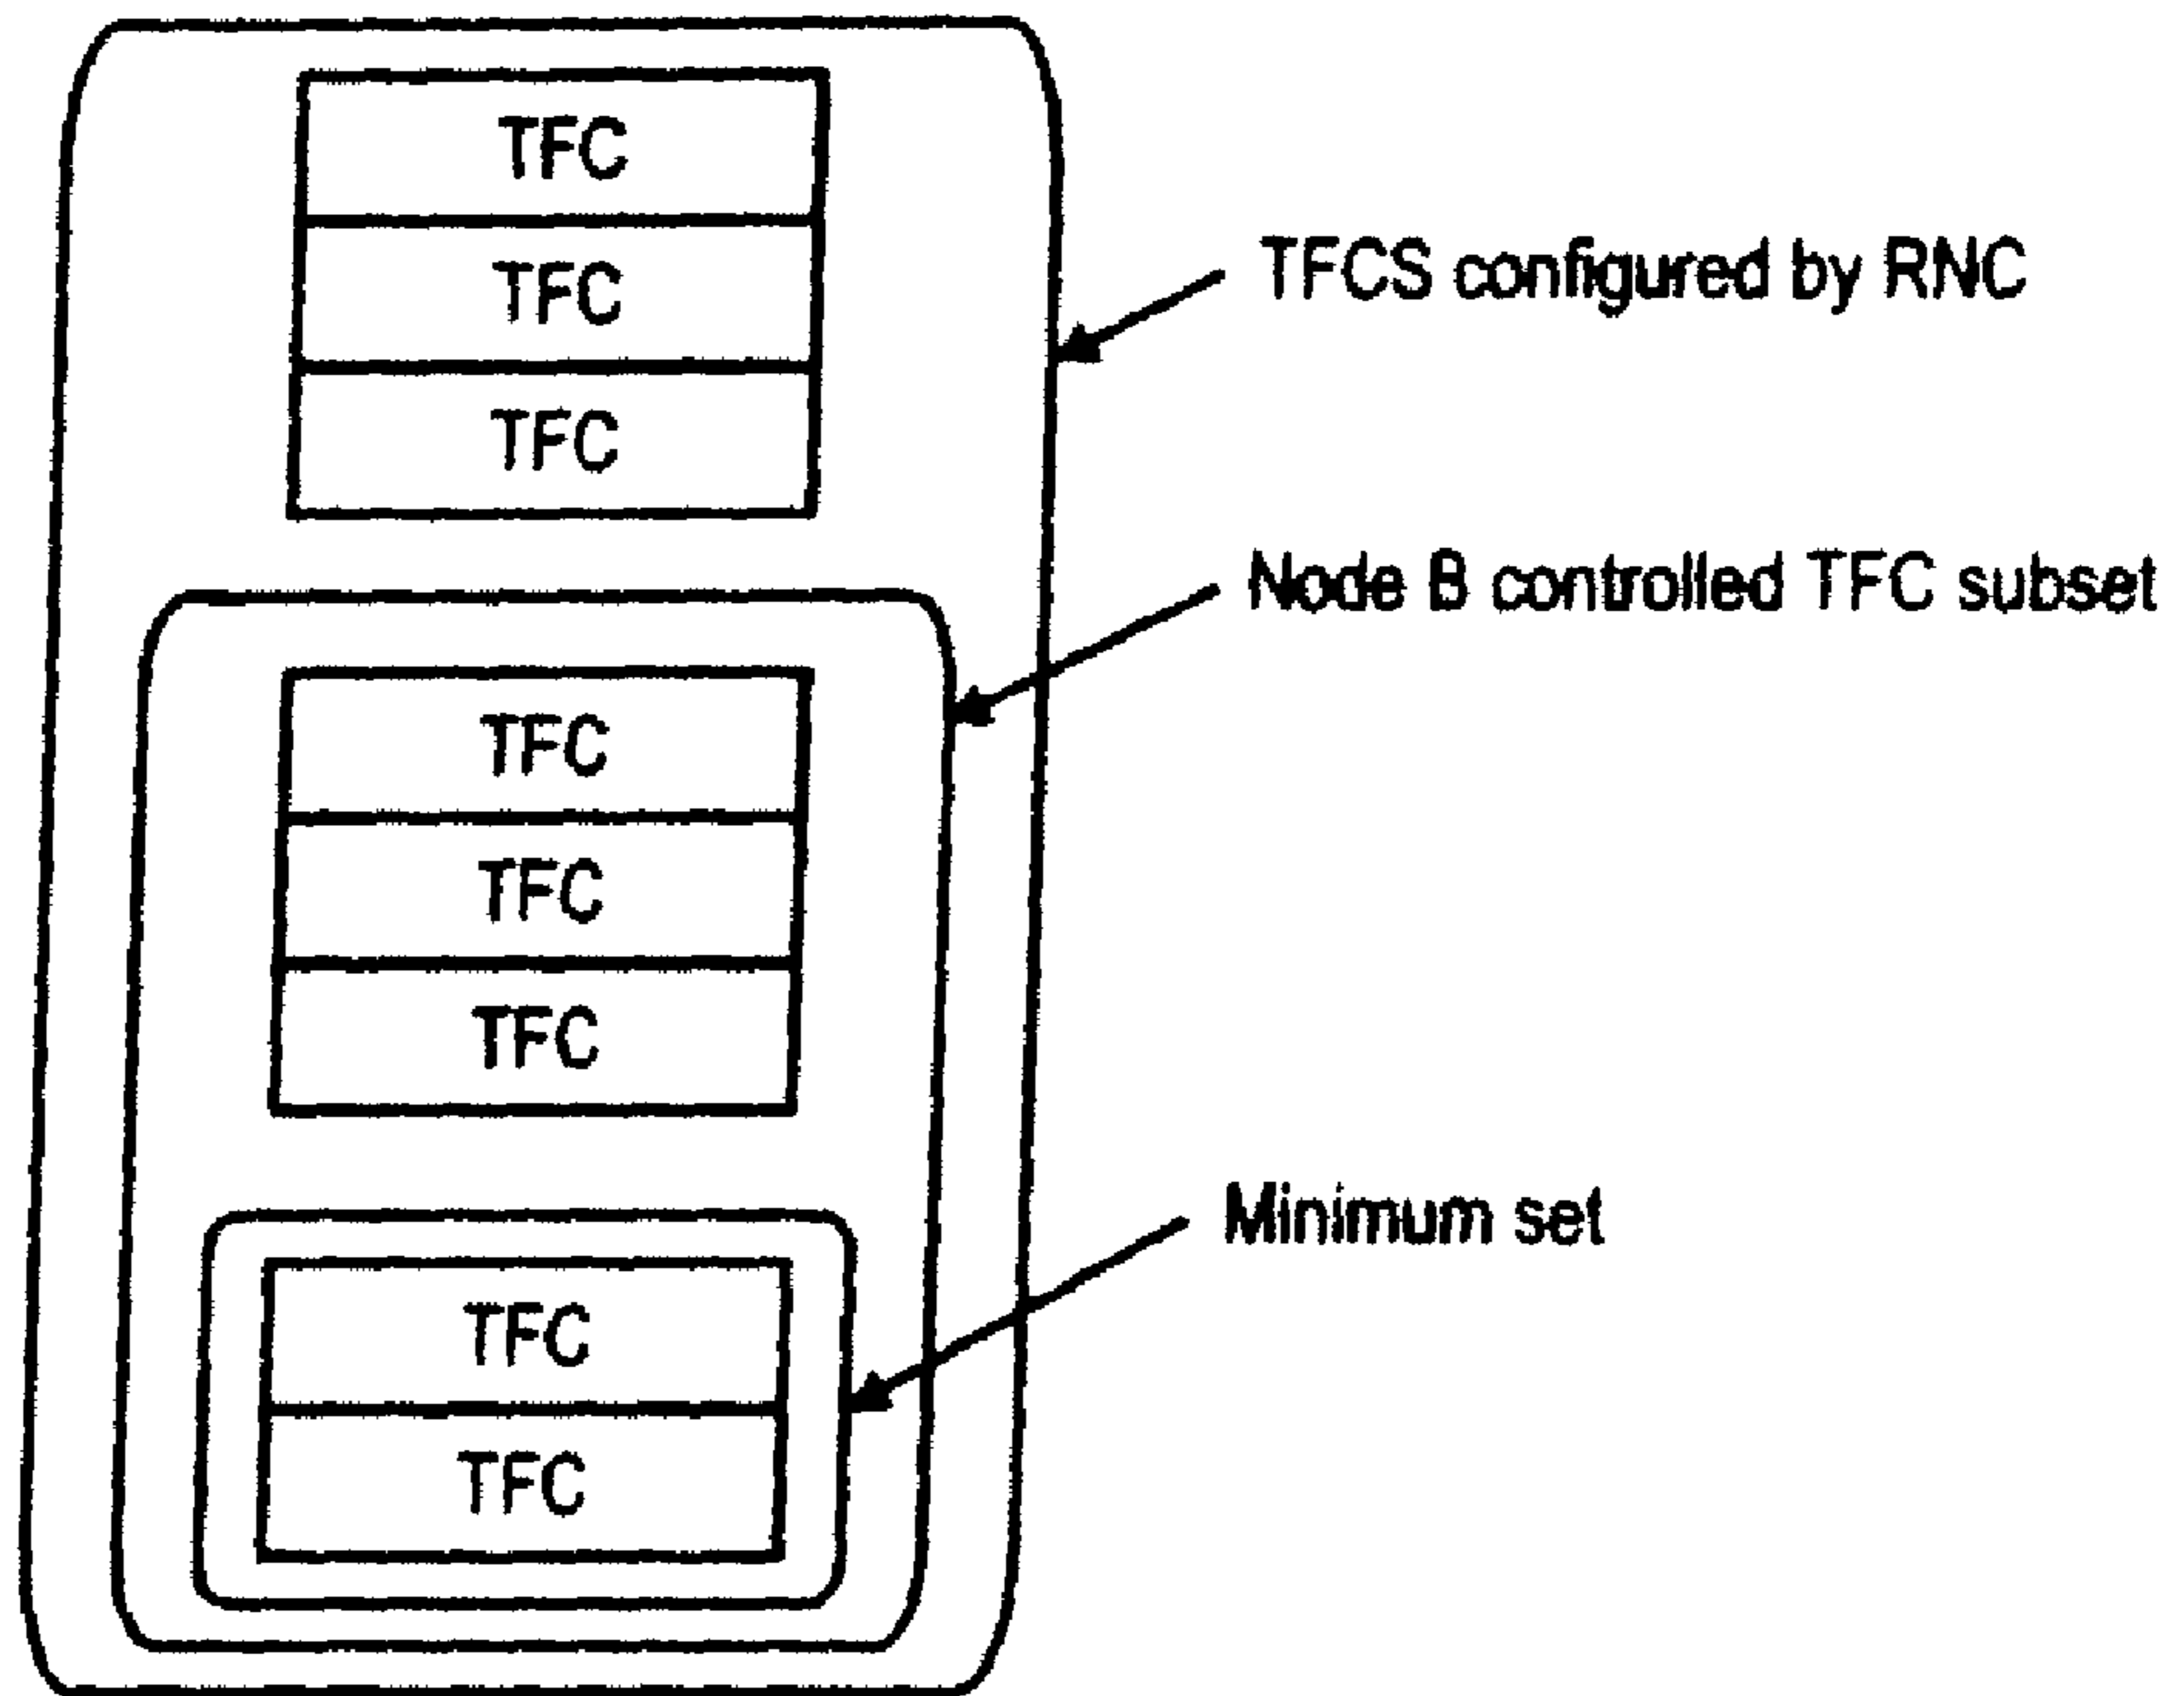 TFC
TFC
TFC
TFCS configured by RNC
Node B controlled TFC subset
TFC
TFC
TFC
Minimum set
TFC
TFC